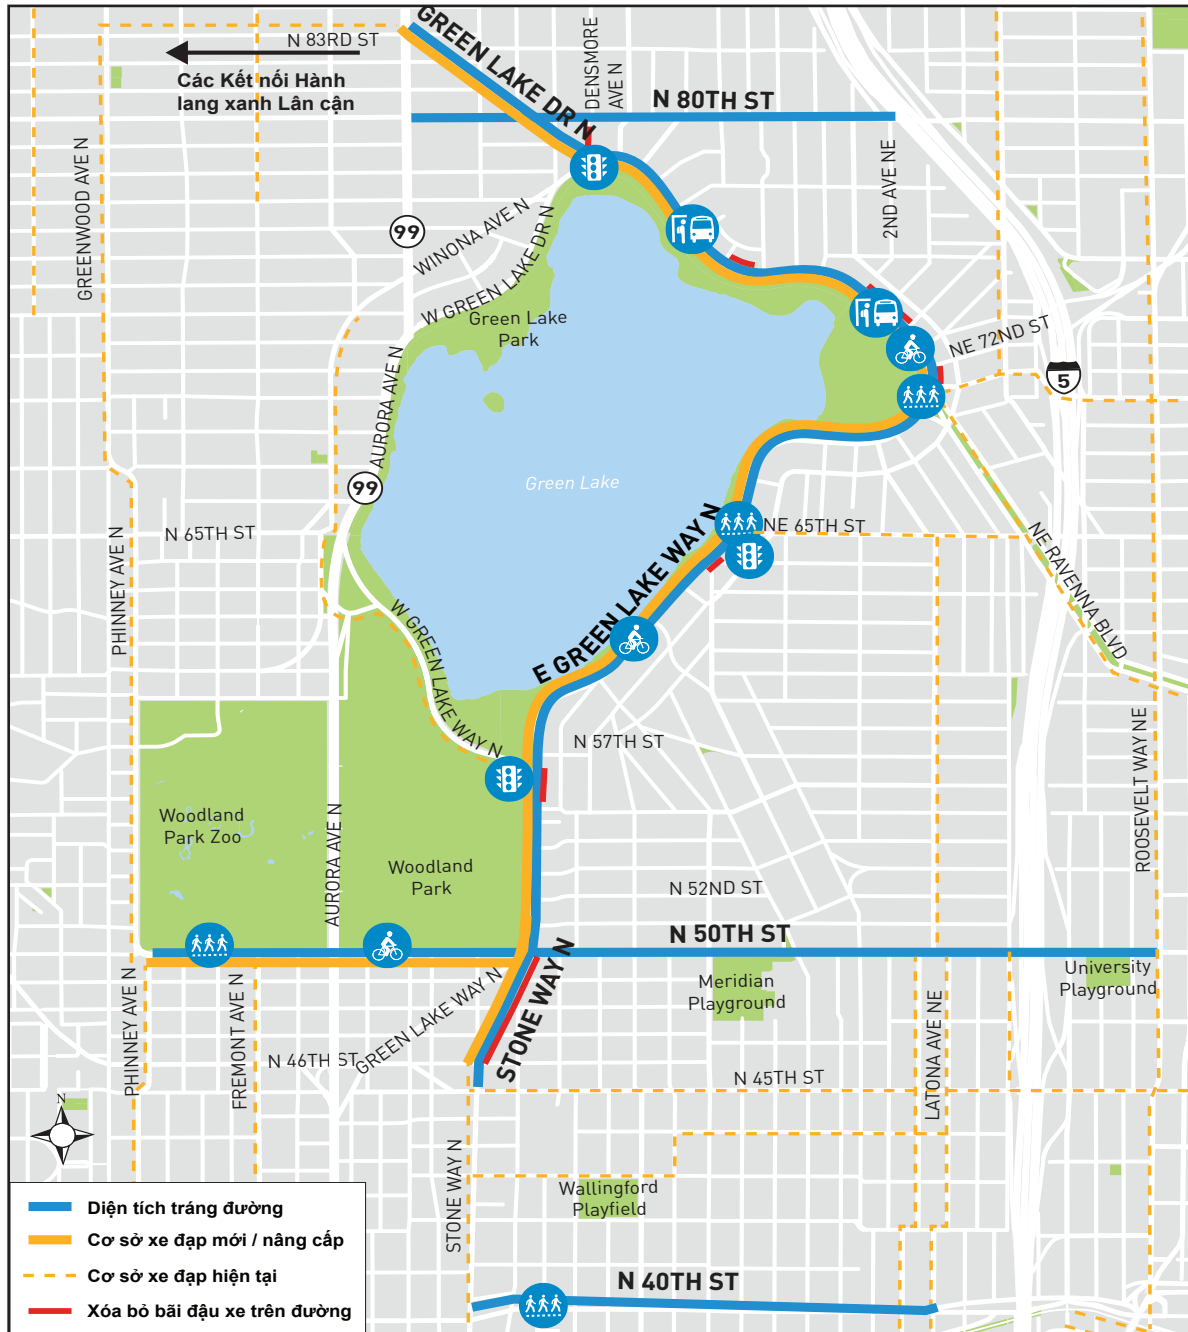 GREEN LAKE DR N
N 83RD ST
Các Kết nối Hành
lang xanh Lân cận
DENSMORE
AVE N
N 80TH ST
GREENWOOD AVE N
2ND AVE NE
99
WINONA AVE N
W GREEN LAKE DR N
Green Lake
Park
NE 72ND ST
5
AURORA AVE N
99
Green Lake
N 65TH ST
NE 65TH ST
PHINNEY AVE N
E GREEN LAKE WAY N
NE RAVENNA BLVD
W GREEN LAKE WAY N
N 57TH ST
ROOSEVELT WAY NE
Woodland
Park Zoo
AURORA AVE N
Woodland
Park
N 52ND ST
N 50TH ST
STONE WAY N
Meridian
Playground
University
Playground
PHINNEY AVE N
FREMONT AVE N
GREEN LAKE WAY N
N 46TH ST
N 45TH ST
LATONA AVE NE
N
STONE WAY N
Wallingford
Playfield
N 40TH ST
Diện tích tráng đường
Cơ sở xe đạp mới / nâng cấp
Cơ sở xe đạp hiện tại
Xóa bỏ bãi đậu xe trên đường